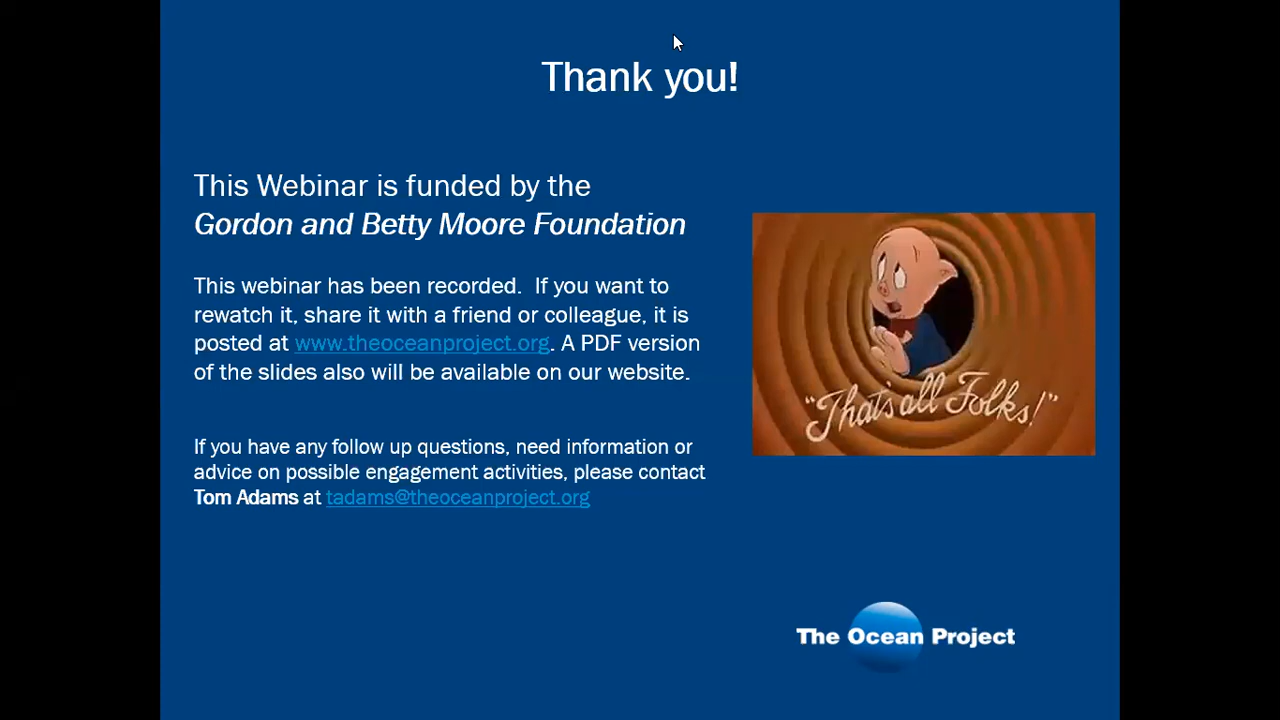 Thank you!
This Webinar is funded by the
Gordon and Betty Moore Foundation
This webinar has been recorded.  If you want to
rewatch it, share it with a friend or colleague, it is
posted at www.theoceanproject.org. A PDF version
of the slides also will be available on our website.
If you have any follow up questions, need information or
advice on possible engagement activities, please contact
Tom Adams at tadams@theoceanproject.org
"That's all Folks!"
The Ocean Project